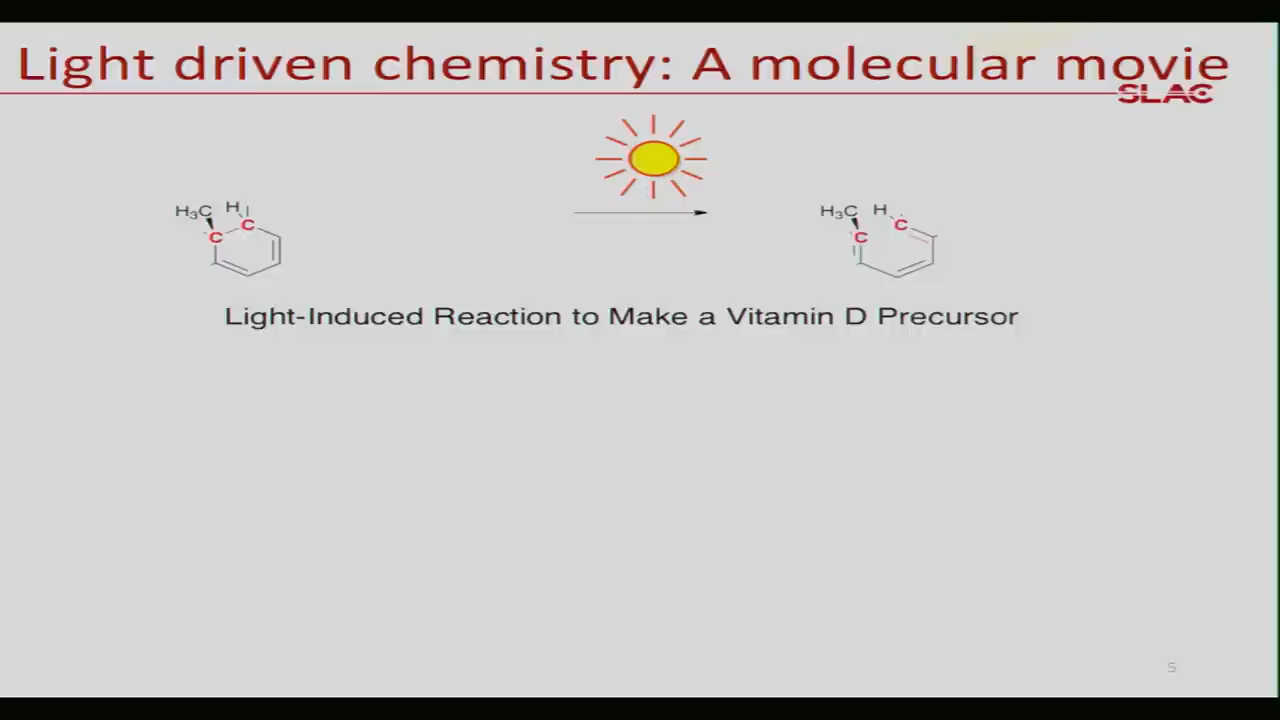 Light driven chemistry: A molecular movie
SLAC
H₃C H
C C
H₃C H
C C
Light-Induced Reaction to Make a Vitamin D Precursor
5